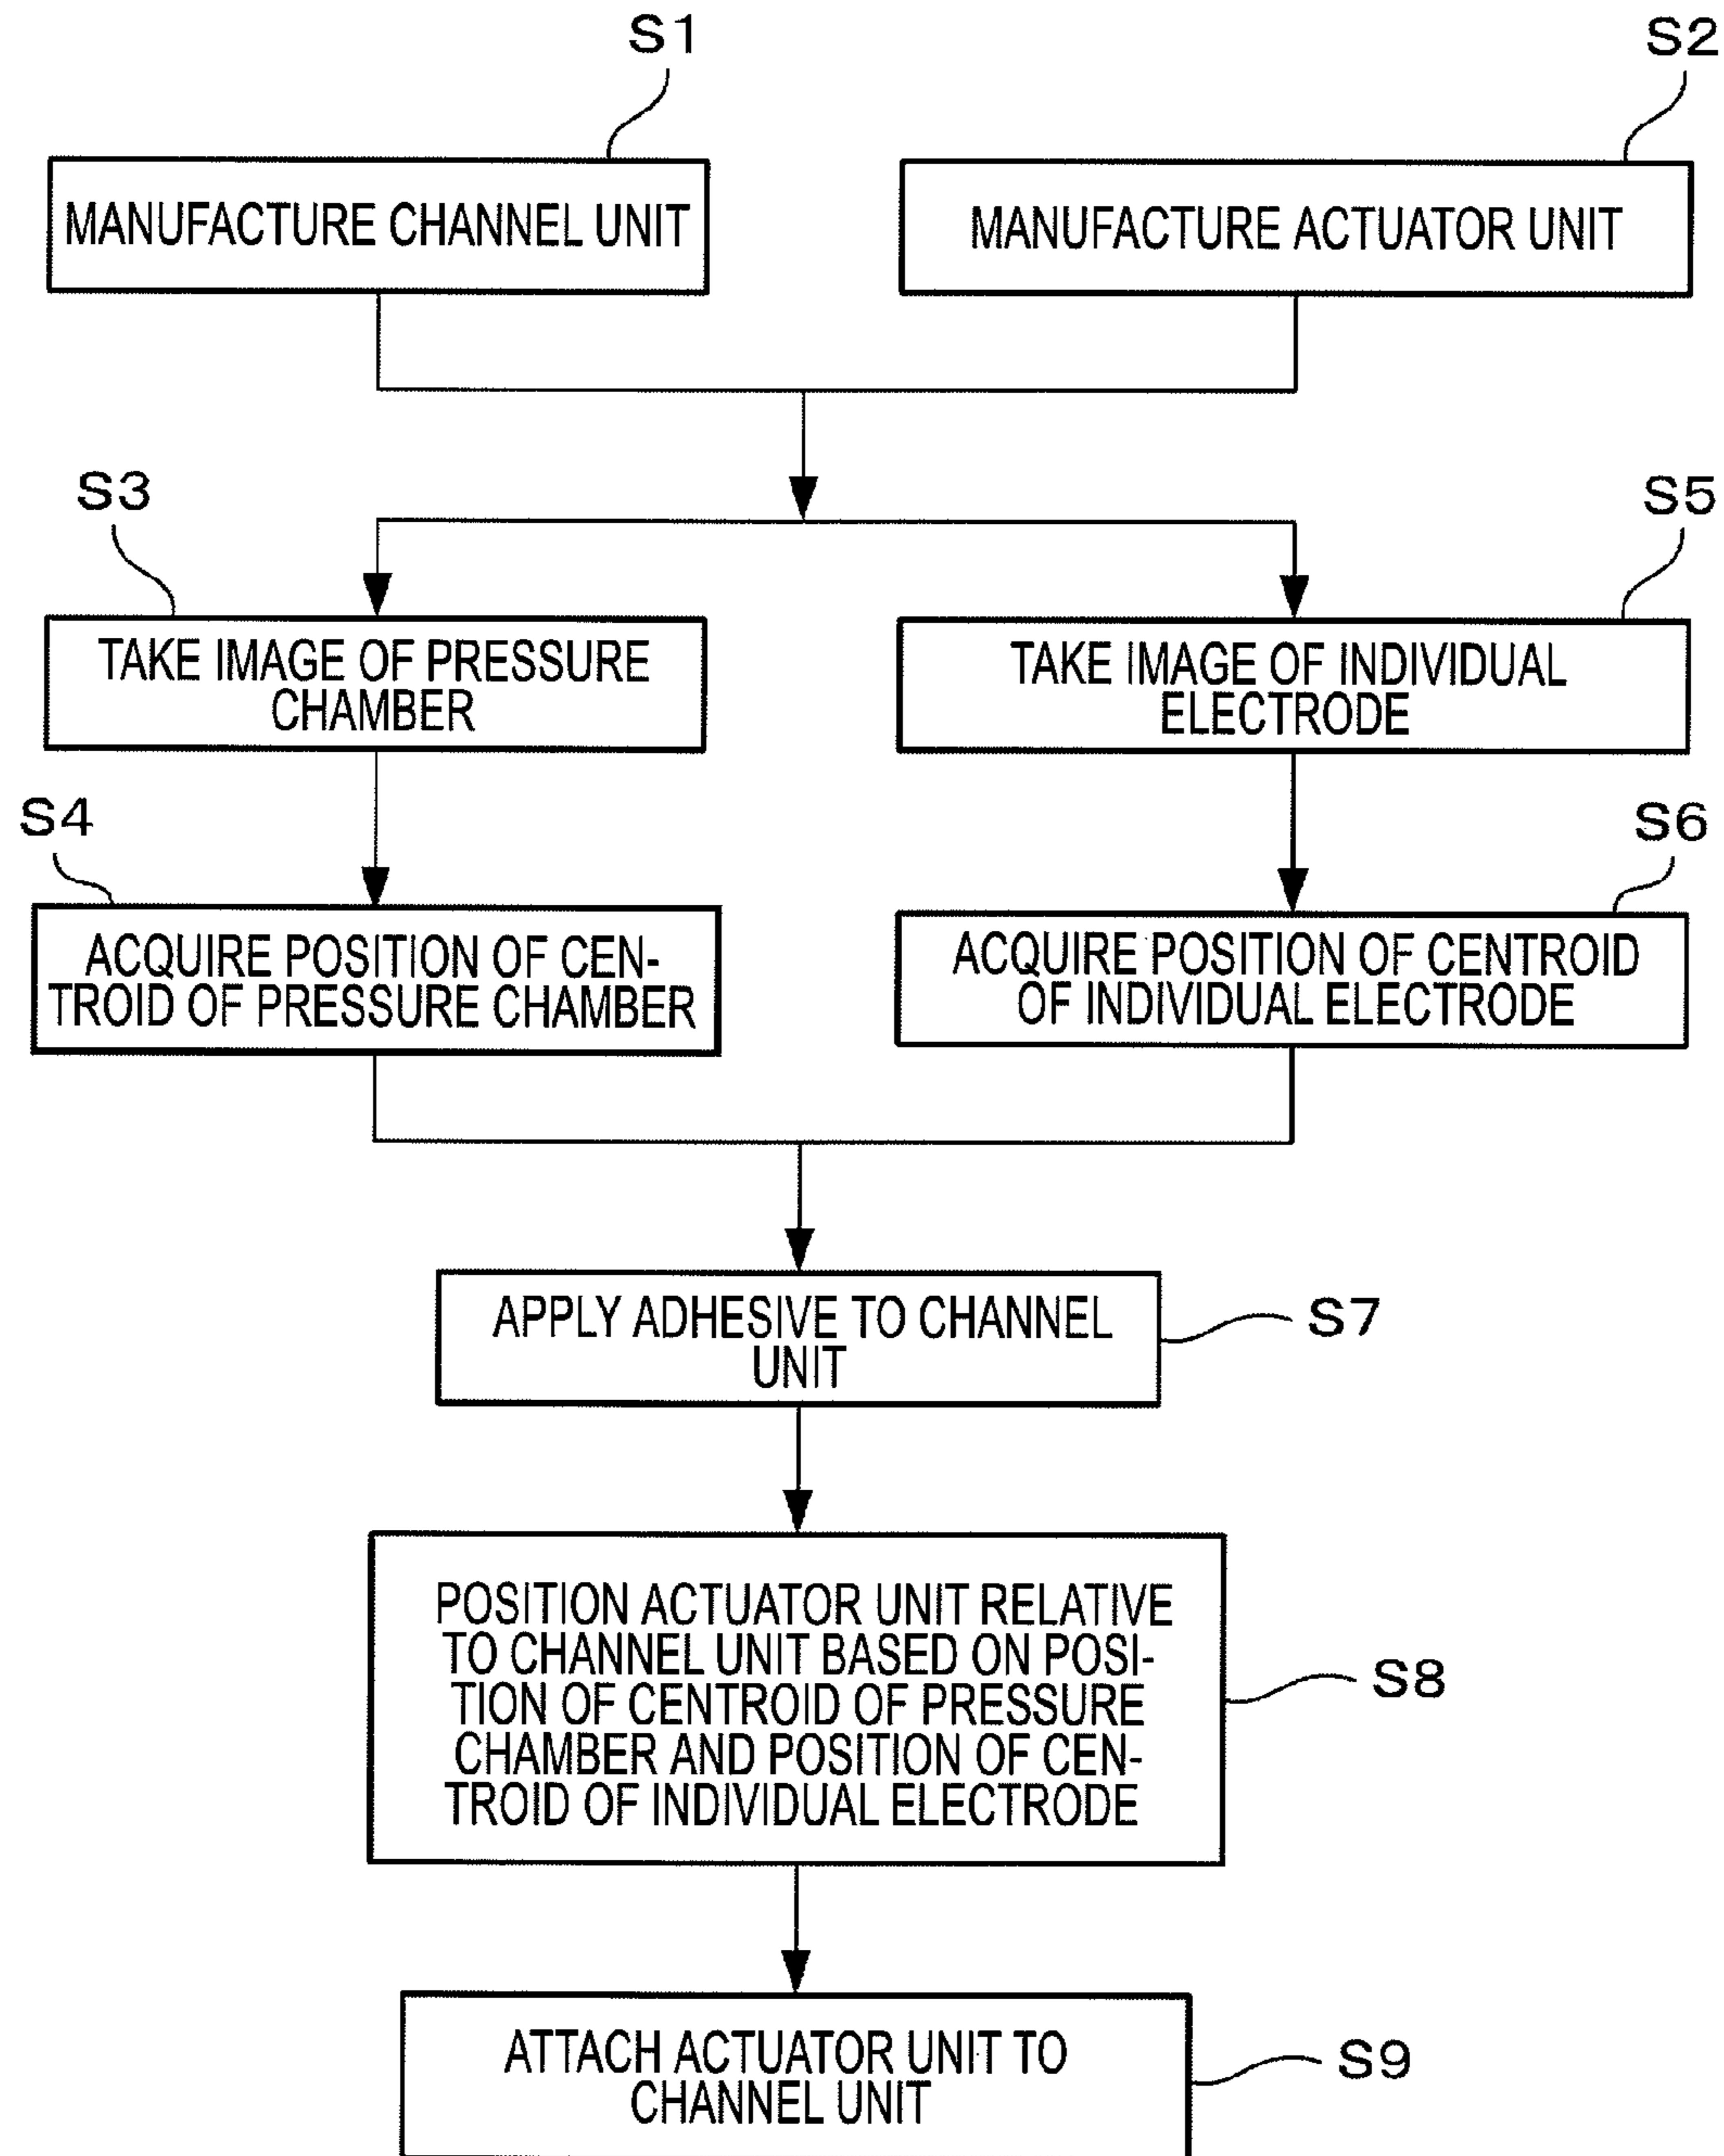 S1
S2
MANUFACTURE CHANNEL UNIT
MANUFACTURE ACTUATOR UNIT
S3
S5
TAKE IMAGE OF PRESSURE
CHAMBER
TAKE IMAGE OF INDIVIDUAL
ELECTRODE
S4
S6
ACQUIRE POSITION OF CEN-
TROID OF PRESSURE CHAMBER
ACQUIRE POSITION OF CENTROID
OF INDIVIDUAL ELECTRODE
APPLY ADHESIVE TO CHANNEL
UNIT
S7
POSITION ACTUATOR UNIT RELATIVE
TO CHANNEL UNIT BASED ON POSI-
TION OF CENTROID OF PRESSURE
CHAMBER AND POSITION OF CEN-
TROID OF INDIVIDUAL ELECTRODE
S8
ATTACH ACTUATOR UNIT TO
CHANNEL UNIT
S9